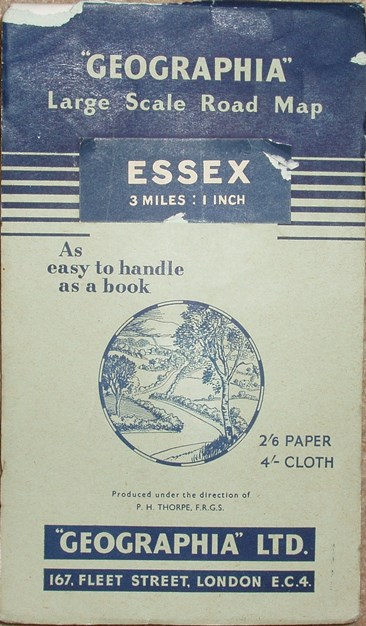 "GEOGRAPHIA"
Large Scale Road Map
ESSEX
3 MILES : 1 INCH
As
easy to handle
as a book
2'6 PAPER
4'- CLOTH
Produced under the direction of
P. H. THORPE, F.R.G.S.
"GEOGRAPHIA" LTD.
167, FLEET STREET, LONDON E.C.4.